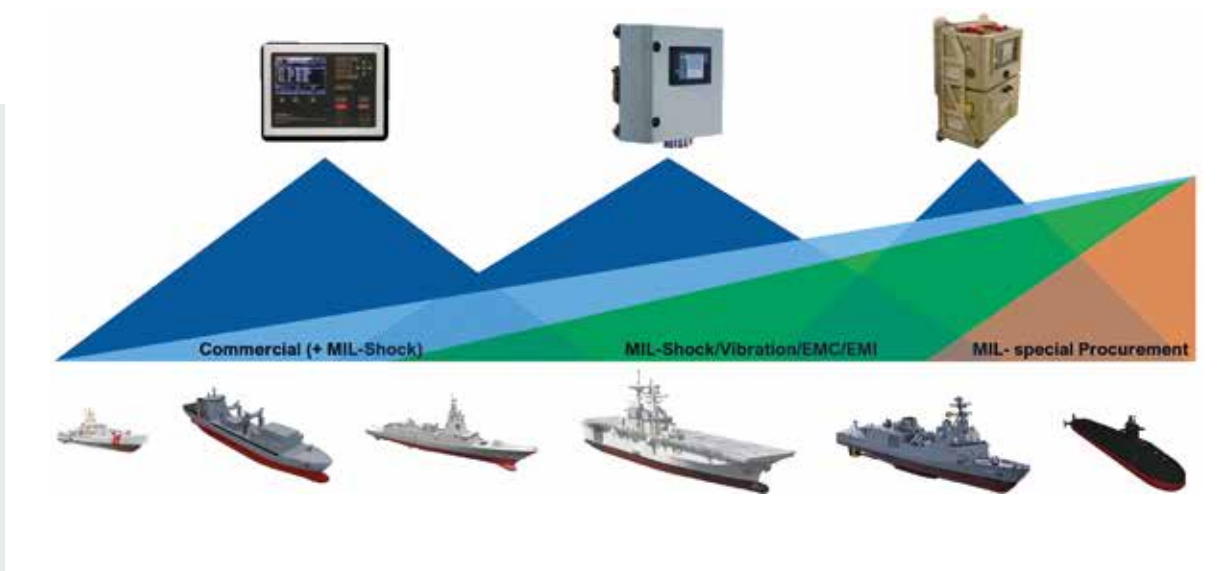 Commercial (+ MIL-Shock)
MIL-Shock/Vibration/EMC/EMI
MIL- special Procurement